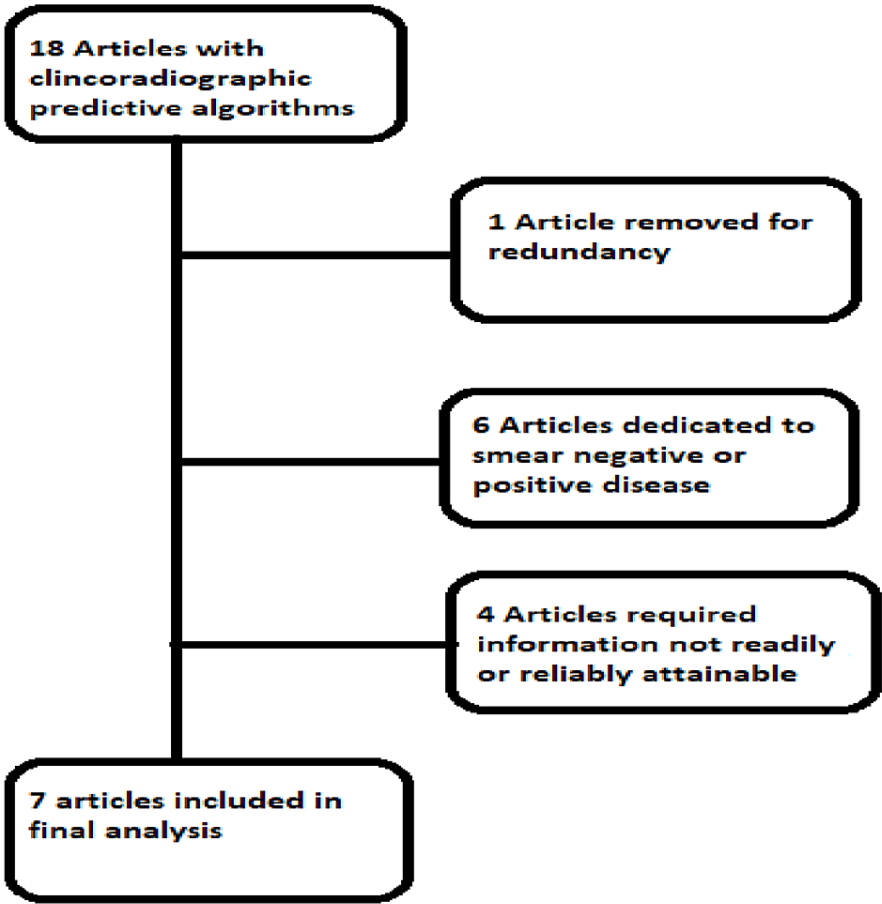 18 Articles with
clincoradiographic
predictive algorithms
1 Article removed for
redundancy
6 Articles dedicated to
smear negative or
positive disease
4 Articles required
information not readily
or reliably attainable
7 articles included in
final analysis